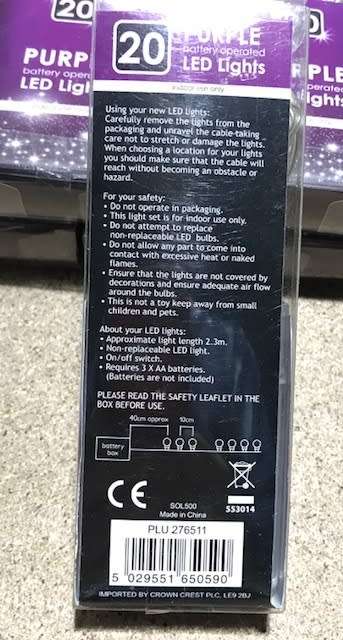 20
PURPLE
battery operated
LED Lights
indoor use only
20
PURP
battery oper
LED Ligh
PLE
perated
ights
Using your new LED lights:
Carefully remove the lights from the
packaging and unravel the cable-taking
care not to stretch or damage the lights.
When choosing a location for your lights
you should make sure that the cable will
reach without becoming an obstacle or
hazard.
For your safety:
• Do not operate in packaging.
• This light set is for indoor use only.
• Do not attempt to replace
non-replaceable LED bulbs.
• Do not allow any part to come into
contact with excessive heat or naked
flames.
• Ensure that the lights are not covered by
decorations and ensure adequate air flow
around the bulbs.
• This is not a toy keep away from small
children and pets.
About your LED lights:
• Approximate light length 2.3m.
• Non-replaceable LED light.
• On/off switch.
• Requires 3 X AA batteries.
(Batteries are not included)
PLEASE READ THE SAFETY LEAFLET IN THE
BOX BEFORE USE.
40cm approx 10cm
battery
box
CE
SOL500
Made in China
553014
PLU 276511
5 029551 650590
IMPORTED BY CROWN CREST PLC. LE9 2BJ